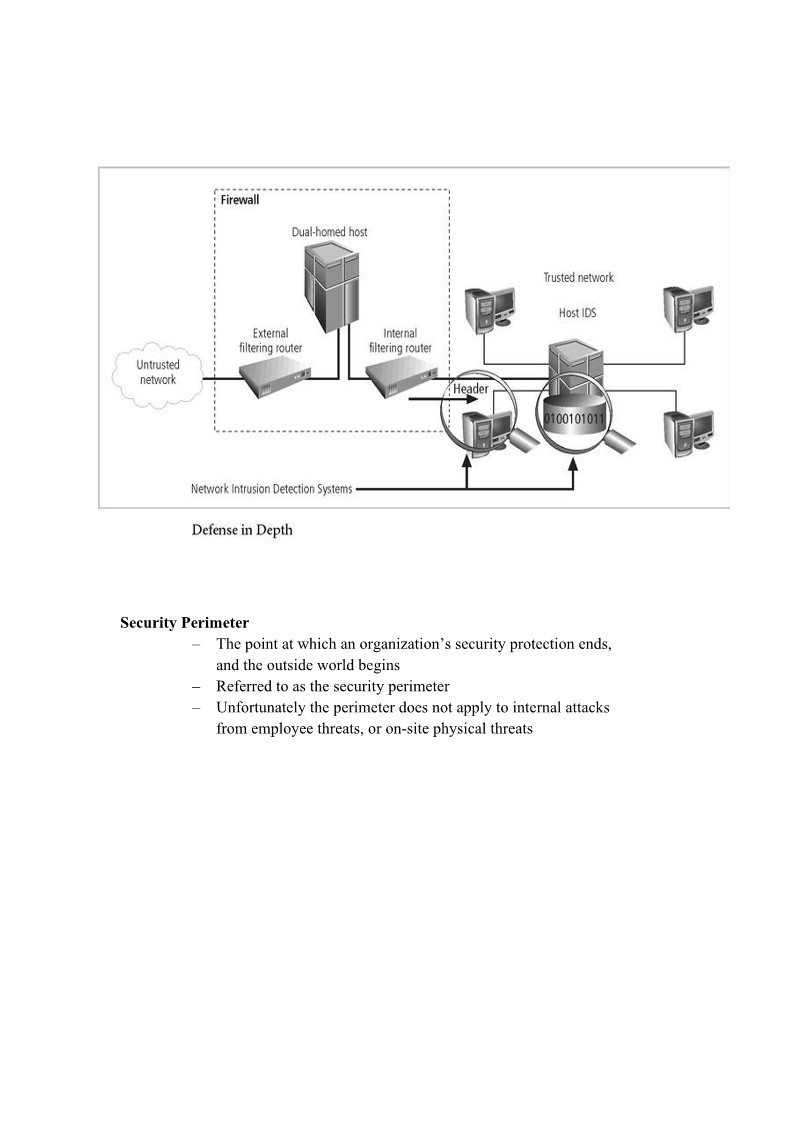 Firewall
Dual-homed host
Trusted network
Host IDS
External
filtering router
Internal
filtering router
Untrusted
network
Header
0100101011
Network Intrusion Detection Systems
Defense in Depth
Security Perimeter
– The point at which an organization’s security protection ends,
and the outside world begins
– Referred to as the security perimeter
– Unfortunately the perimeter does not apply to internal attacks
from employee threats, or on-site physical threats